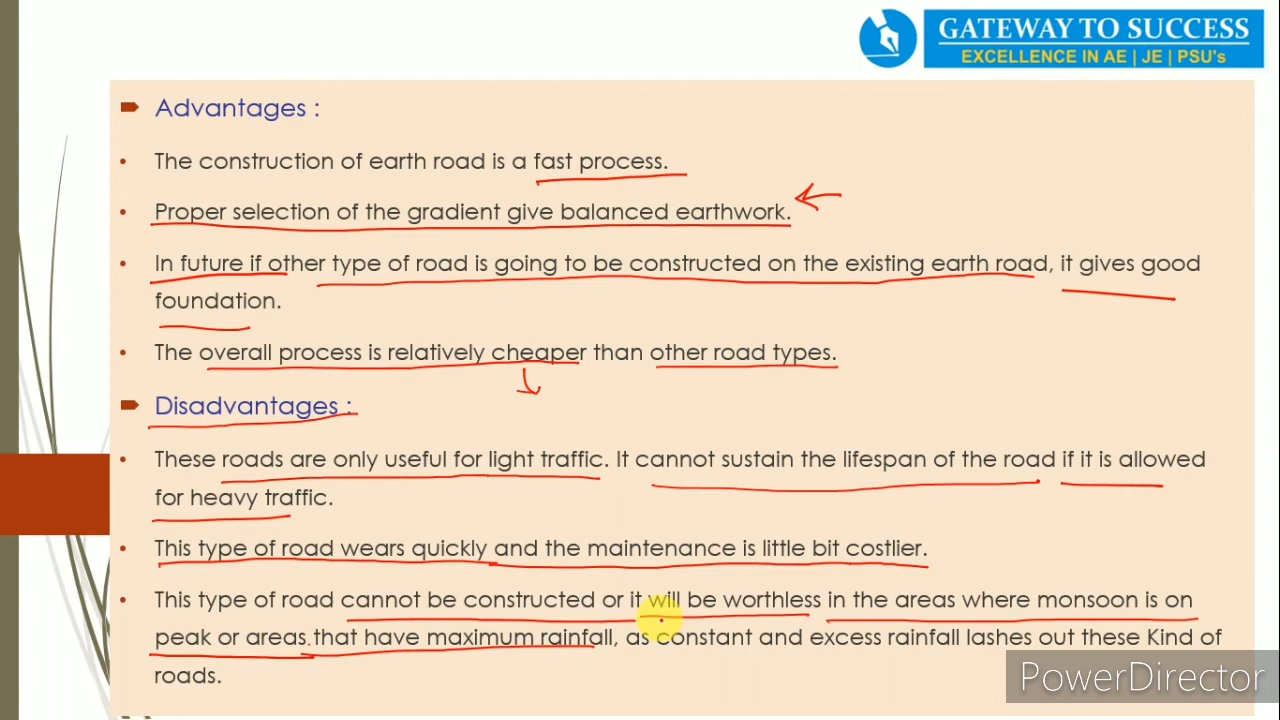 GATEWAY TO SUCCESS
EXCELLENCE IN AE | JE | PSU's
Advantages :
• The construction of earth road is a fast process.
• Proper selection of the gradient give balanced earthwork.
• In future if other type of road is going to be constructed on the existing earth road, it gives good
foundation.
• The overall process is relatively cheaper than other road types.
Disadvantages :
• These roads are only useful for light traffic. It cannot sustain the lifespan of the road if it is allowed
for heavy traffic.
• This type of road wears quickly and the maintenance is little bit costlier.
• This type of road cannot be constructed or it will be worthless in the areas where monsoon is on
peak or areas that have maximum rainfall, as constant and excess rainfall lashes out these Kind of
roads.
PowerDirector